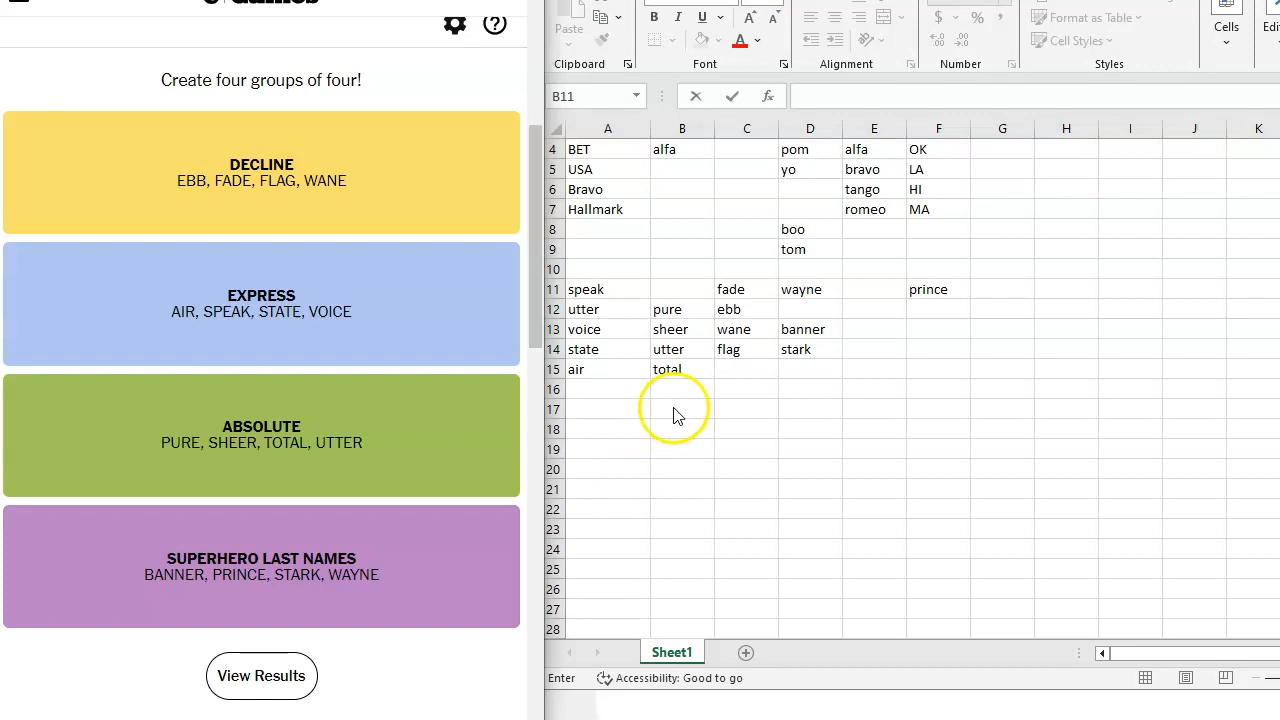 Games
Create four groups of four!
DECLINE
EBB, FADE, FLAG, WANE
EXPRESS
AIR, SPEAK, STATE, VOICE
ABSOLUTE
PURE, SHEER, TOTAL, UTTER
SUPERHERO LAST NAMES
BANNER, PRINCE, STARK, WAYNE
View Results
B I U A A $ % , Format as Table Cells
Paste A Cell Styles
Clipboard Font Alignment Number Styles
B11 fx
A B C D E F G H I J K
4 BET alfa pom alfa OK
5 USA yo bravo LA
6 Bravo tango HI
7 Hallmark romeo MA
8 boo
9 tom
10
11 speak fade wayne prince
12 utter pure ebb
13 voice sheer wane banner
14 state utter flag stark
15 air total
16
17
18
19
20
21
22
23
24
25
26
27
28
Sheet1
Enter Accessibility: Good to go